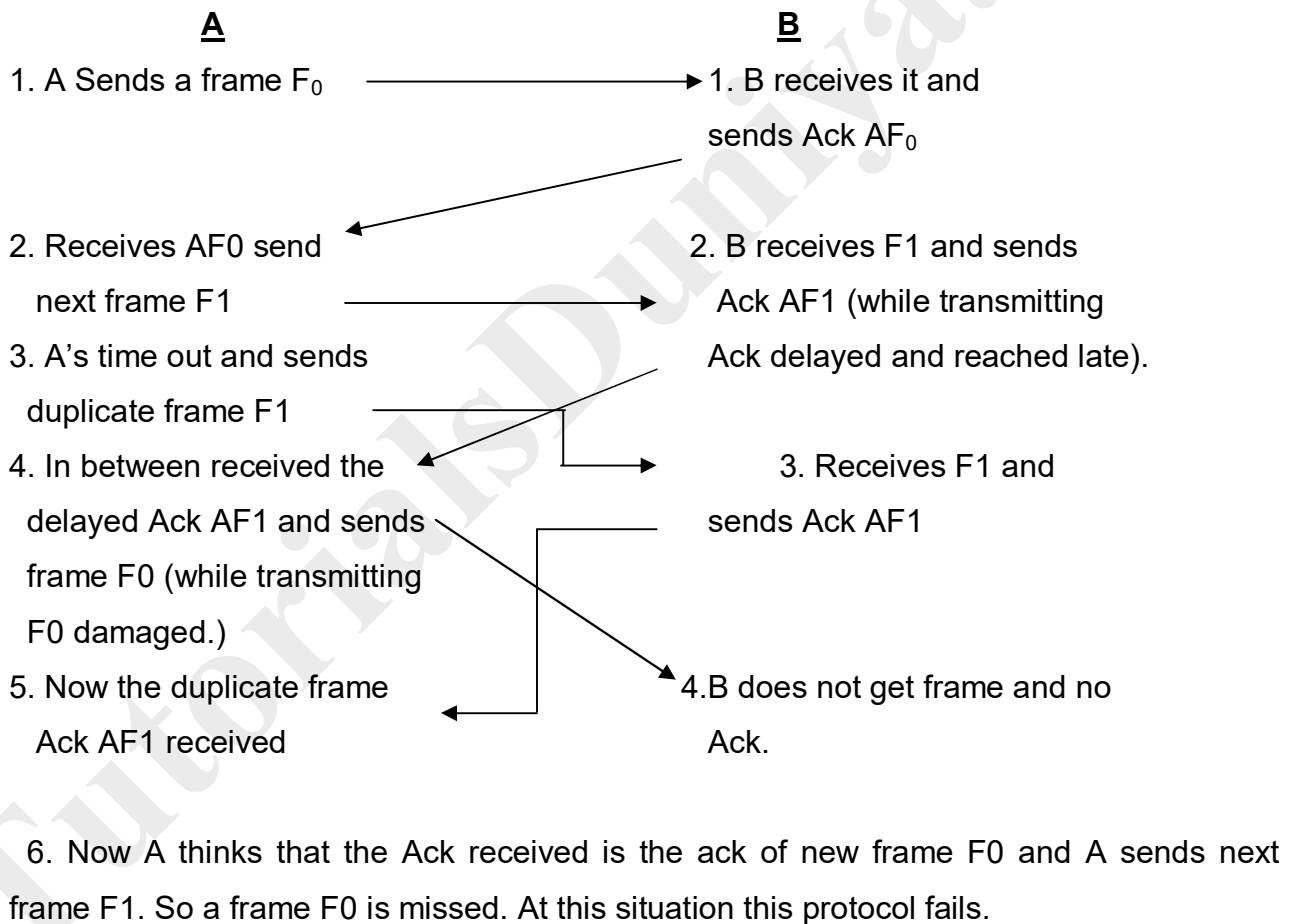 A B
1. A Sends a frame F₀ 1. B receives it and
sends Ack AF₀
2. Receives AF0 send 2. B receives F1 and sends
next frame F1 Ack AF1 (while transmitting
3. A's time out and sends Ack delayed and reached late).
duplicate frame F1
4. In between received the 3. Receives F1 and
delayed Ack AF1 and sends sends Ack AF1
frame F0 (while transmitting
F0 damaged.)
5. Now the duplicate frame 4.B does not get frame and no
Ack AF1 received Ack.
6. Now A thinks that the Ack received is the ack of new frame F0 and A sends next
frame F1. So a frame F0 is missed. At this situation this protocol fails.
TutorialsDuniya